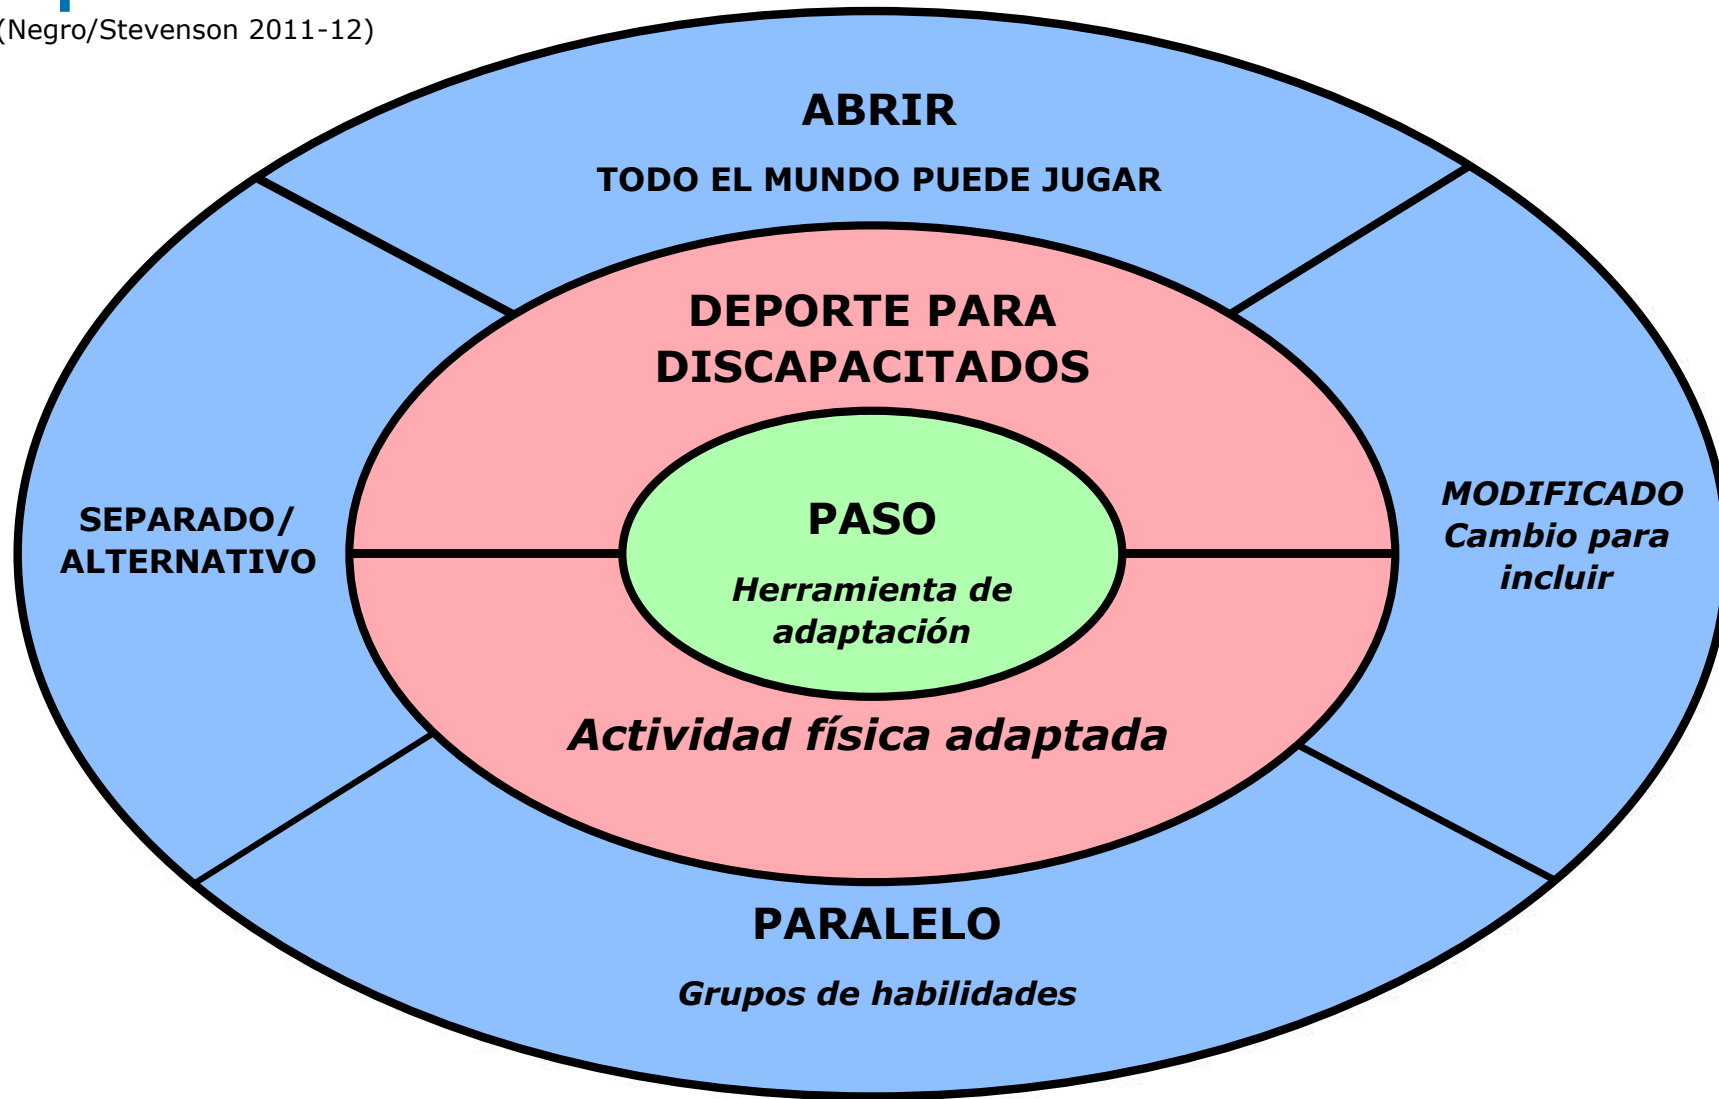 (Negro/Stevenson 2011-12)
ABRIR
TODO EL MUNDO PUEDE JUGAR
DEPORTE PARA
DISCAPACITADOS
SEPARADO/
ALTERNATIVO
PASO
Herramienta de
adaptación
MODIFICADO
Cambio para
incluir
Actividad física adaptada
PARALELO
Grupos de habilidades